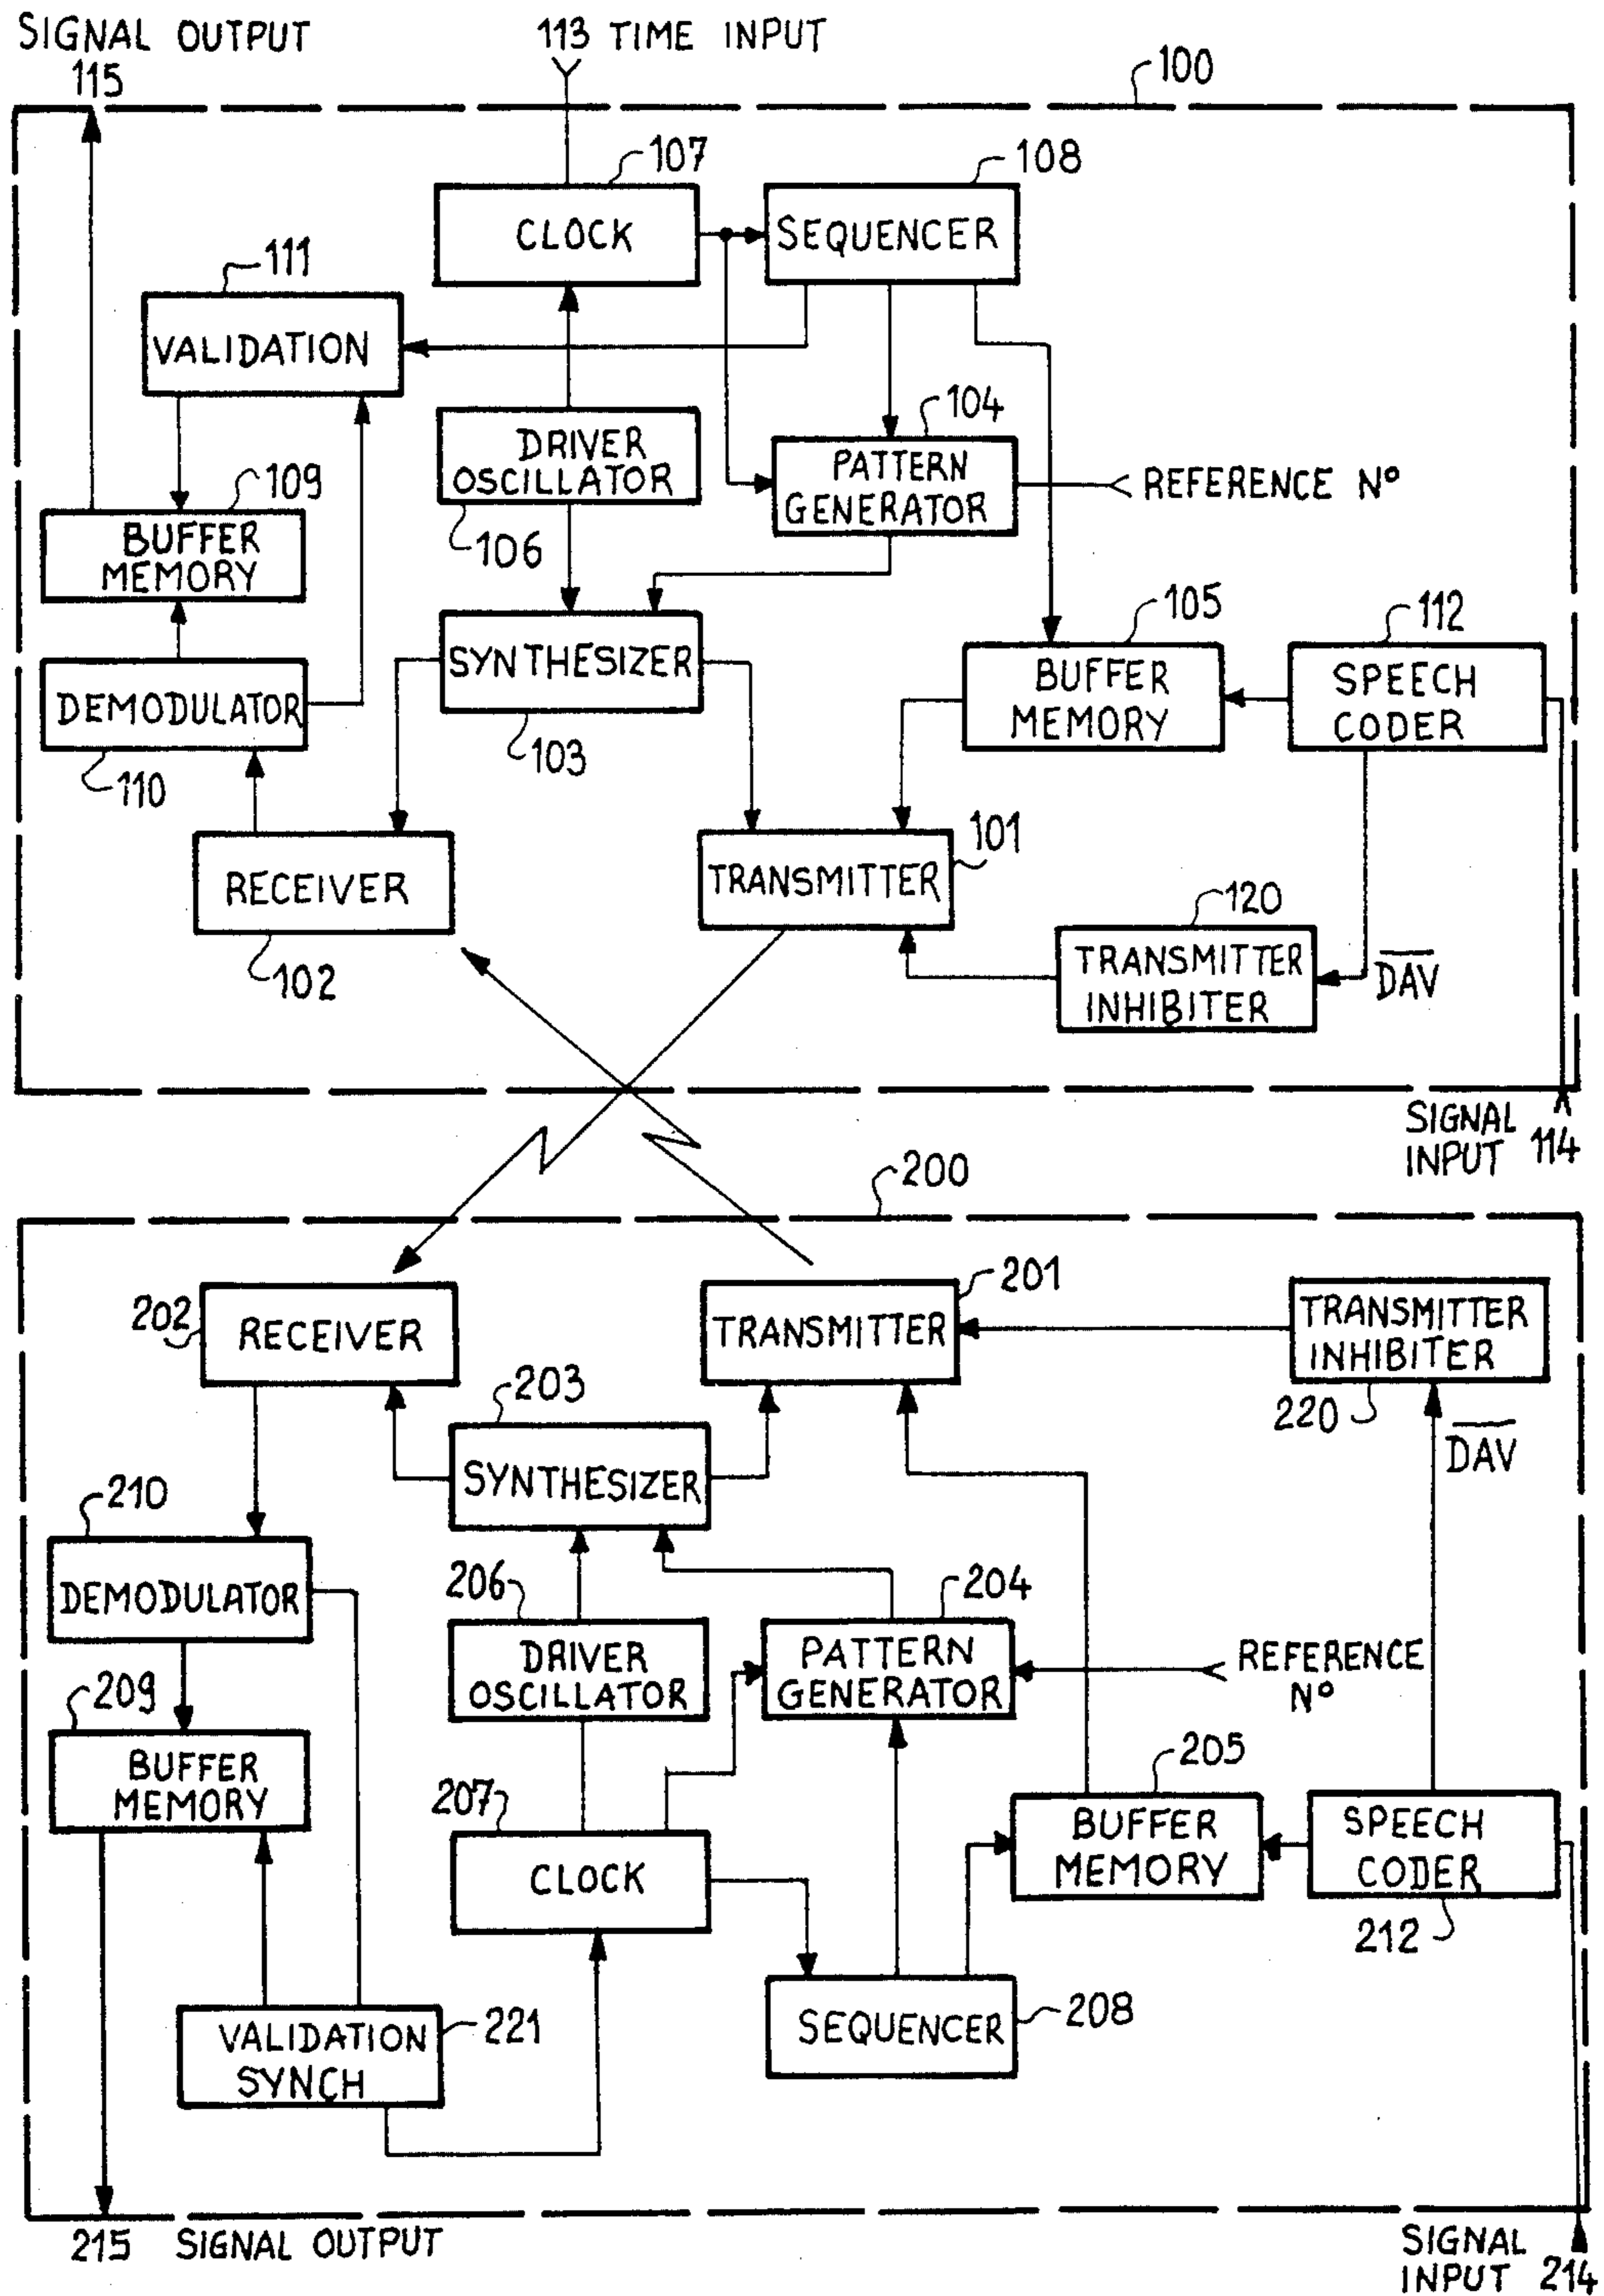 SIGNAL OUTPUT
115
113 TIME INPUT
100
107
108
CLOCK
SEQUENCER
111
VALIDATION
104
DRIVER
OSCILLATOR
PATTERN
GENERATOR
REFERENCE Nº
109
106
BUFFER
MEMORY
105
112
SYNTHESIZER
BUFFER
MEMORY
SPEECH
CODER
DEMODULATOR
103
110
101
RECEIVER
TRANSMITTER
120
102
TRANSMITTER
INHIBITER
D̅A̅V̅
SIGNAL
INPUT 114
200
201
202
RECEIVER
TRANSMITTER
TRANSMITTER
INHIBITER
203
220
D̅A̅V̅
SYNTHESIZER
210
DEMODULATOR
206
204
DRIVER
OSCILLATOR
PATTERN
GENERATOR
REFERENCE
Nº
209
BUFFER
MEMORY
205
207
CLOCK
BUFFER
MEMORY
SPEECH
CODER
212
SEQUENCER
208
VALIDATION
SYNCH
221
215 SIGNAL OUTPUT
SIGNAL
INPUT 214